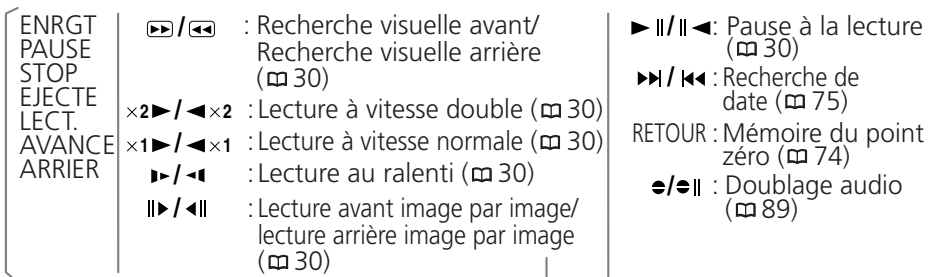 ENRGT
PAUSE
STOP
EJECTE
LECT.
AVANCE
ARRIER
▸▸ / ◂◂ : Recherche visuelle avant/
Recherche visuelle arrière
(📖 30)
×2► / ◄×2 : Lecture à vitesse double (📖 30)
×1► / ◄×1 : Lecture à vitesse normale (📖 30)
: Lecture au ralenti (📖 30)
: Lecture avant image par image/
lecture arrière image par image
(📖 30)
►II/II◄: Pause à la lecture
(📖 30)
►►I / I◄◄ : Recherche de
date (📖 75)
RETOUR : Mémoire du point
zéro (📖 74)
: Doublage audio
(📖 89)